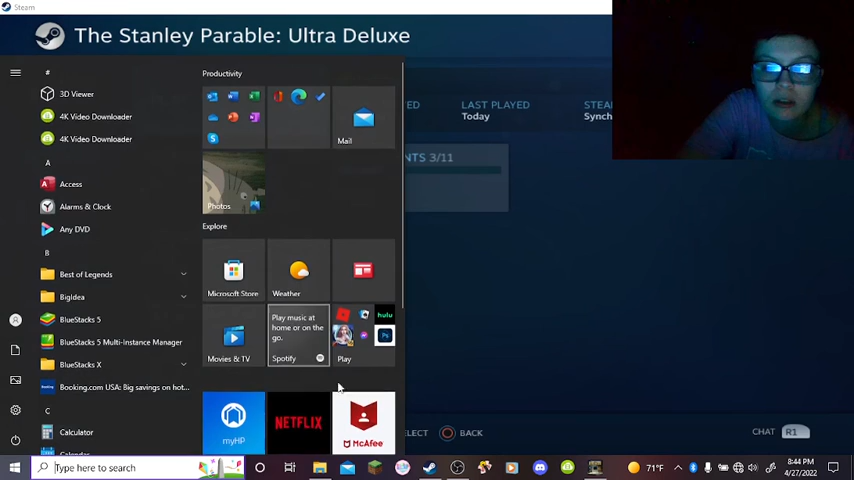 Steam
The Stanley Parable: Ultra Deluxe
#
3D Viewer
4K Video Downloader
4K Video Downloader
A
Access
Alarms & Clock
Any DVD
B
Best of Legends
BigIdea
BlueStacks 5
BlueStacks 5 Multi-Instance Manager
BlueStacks X
Booking.com USA: Big savings on hot...
C
Calculator
Productivity
Mail
Photos
Explore
Microsoft Store
Weather
Movies & TV
Play music at
home or on the
go.
Spotify
hulu
Play
myHP
NETFLIX
McAfee
LAST PLAYED
Today
NTS 3/11
BACK
CHAT R1
Type here to search
71°F
8:44 PM
4/27/2022